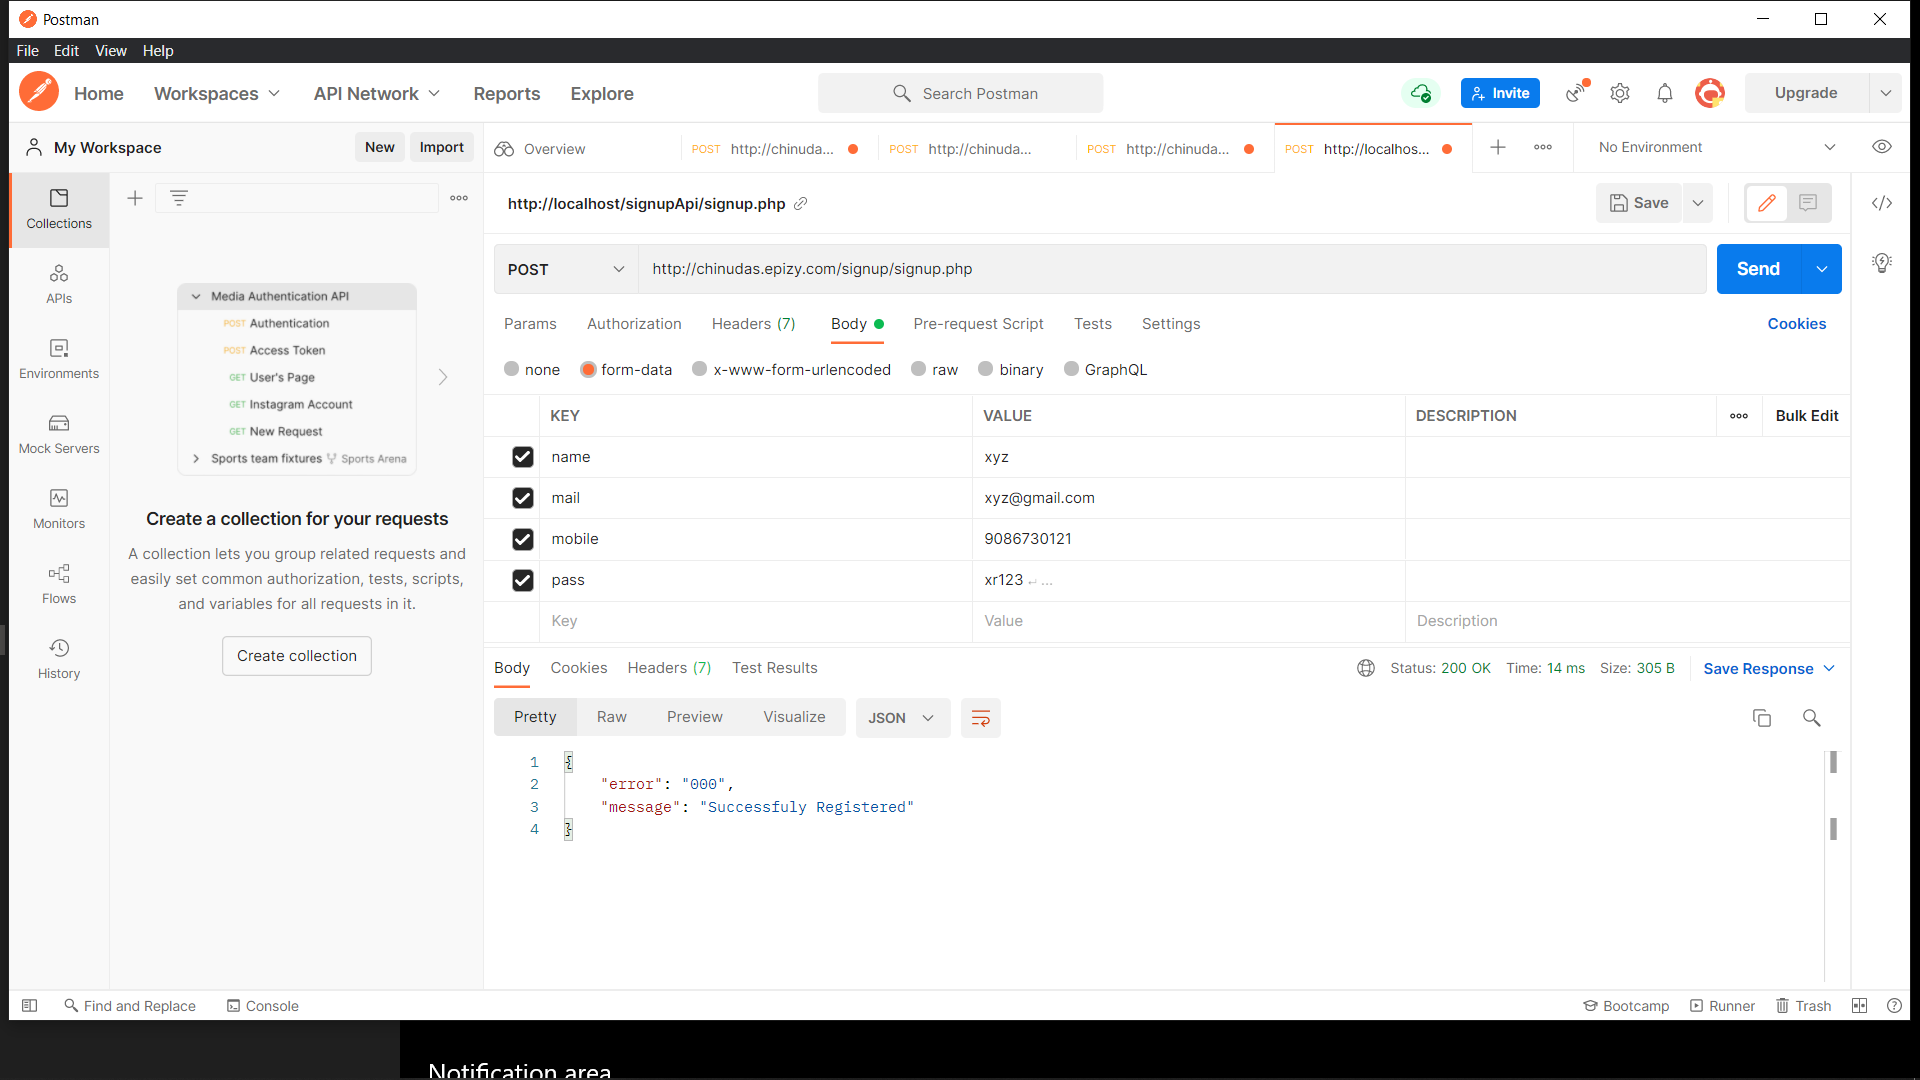 Postman
File Edit View Help
Home Workspaces API Network Reports Explore Search Postman Invite Upgrade
My Workspace New Import Overview POST http://chinuda... POST http://chinuda... POST http://chinuda... POST http://localhos... No Environment
Collections
http://localhost/signupApi/signup.php Save
APIs
Environments
Mock Servers
Monitors
Flows
History
Media Authentication API
POST Authentication
POST Access Token
GET User's Page
GET Instagram Account
GET New Request
Sports team fixtures Sports Arena
Create a collection for your requests
A collection lets you group related requests and
easily set common authorization, tests, scripts,
and variables for all requests in it.
Create collection
POST http://chinudas.epizy.com/signup/signup.php Send
Params Authorization Headers (7) Body Pre-request Script Tests Settings Cookies
none form-data x-www-form-urlencoded raw binary GraphQL
KEY VALUE DESCRIPTION Bulk Edit
name xyz
mail xyz@gmail.com
mobile 9086730121
pass xr123 ↵ ...
Key Value Description
Body Cookies Headers (7) Test Results Status: 200 OK Time: 14 ms Size: 305 B Save Response
Pretty Raw Preview Visualize JSON
1 {
2 "error": "000",
3 "message": "Successfuly Registered"
4 }
Find and Replace Console Bootcamp Runner Trash
Notification area